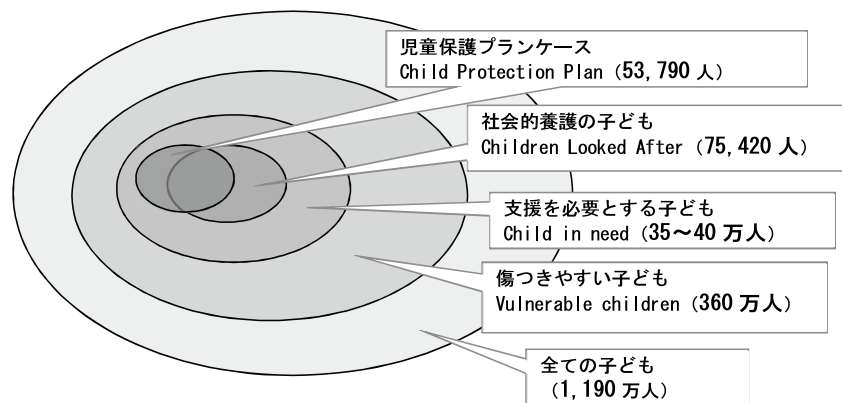 児童保護プランケース
Child Protection Plan（53,790 人）
社会的養護の子ども
Children Looked After（75,420 人）
支援を必要とする子ども
Child in need（35～40 万人）
傷つきやすい子ども
Vulnerable children（360 万人）
全ての子ども
（1,190 万人）